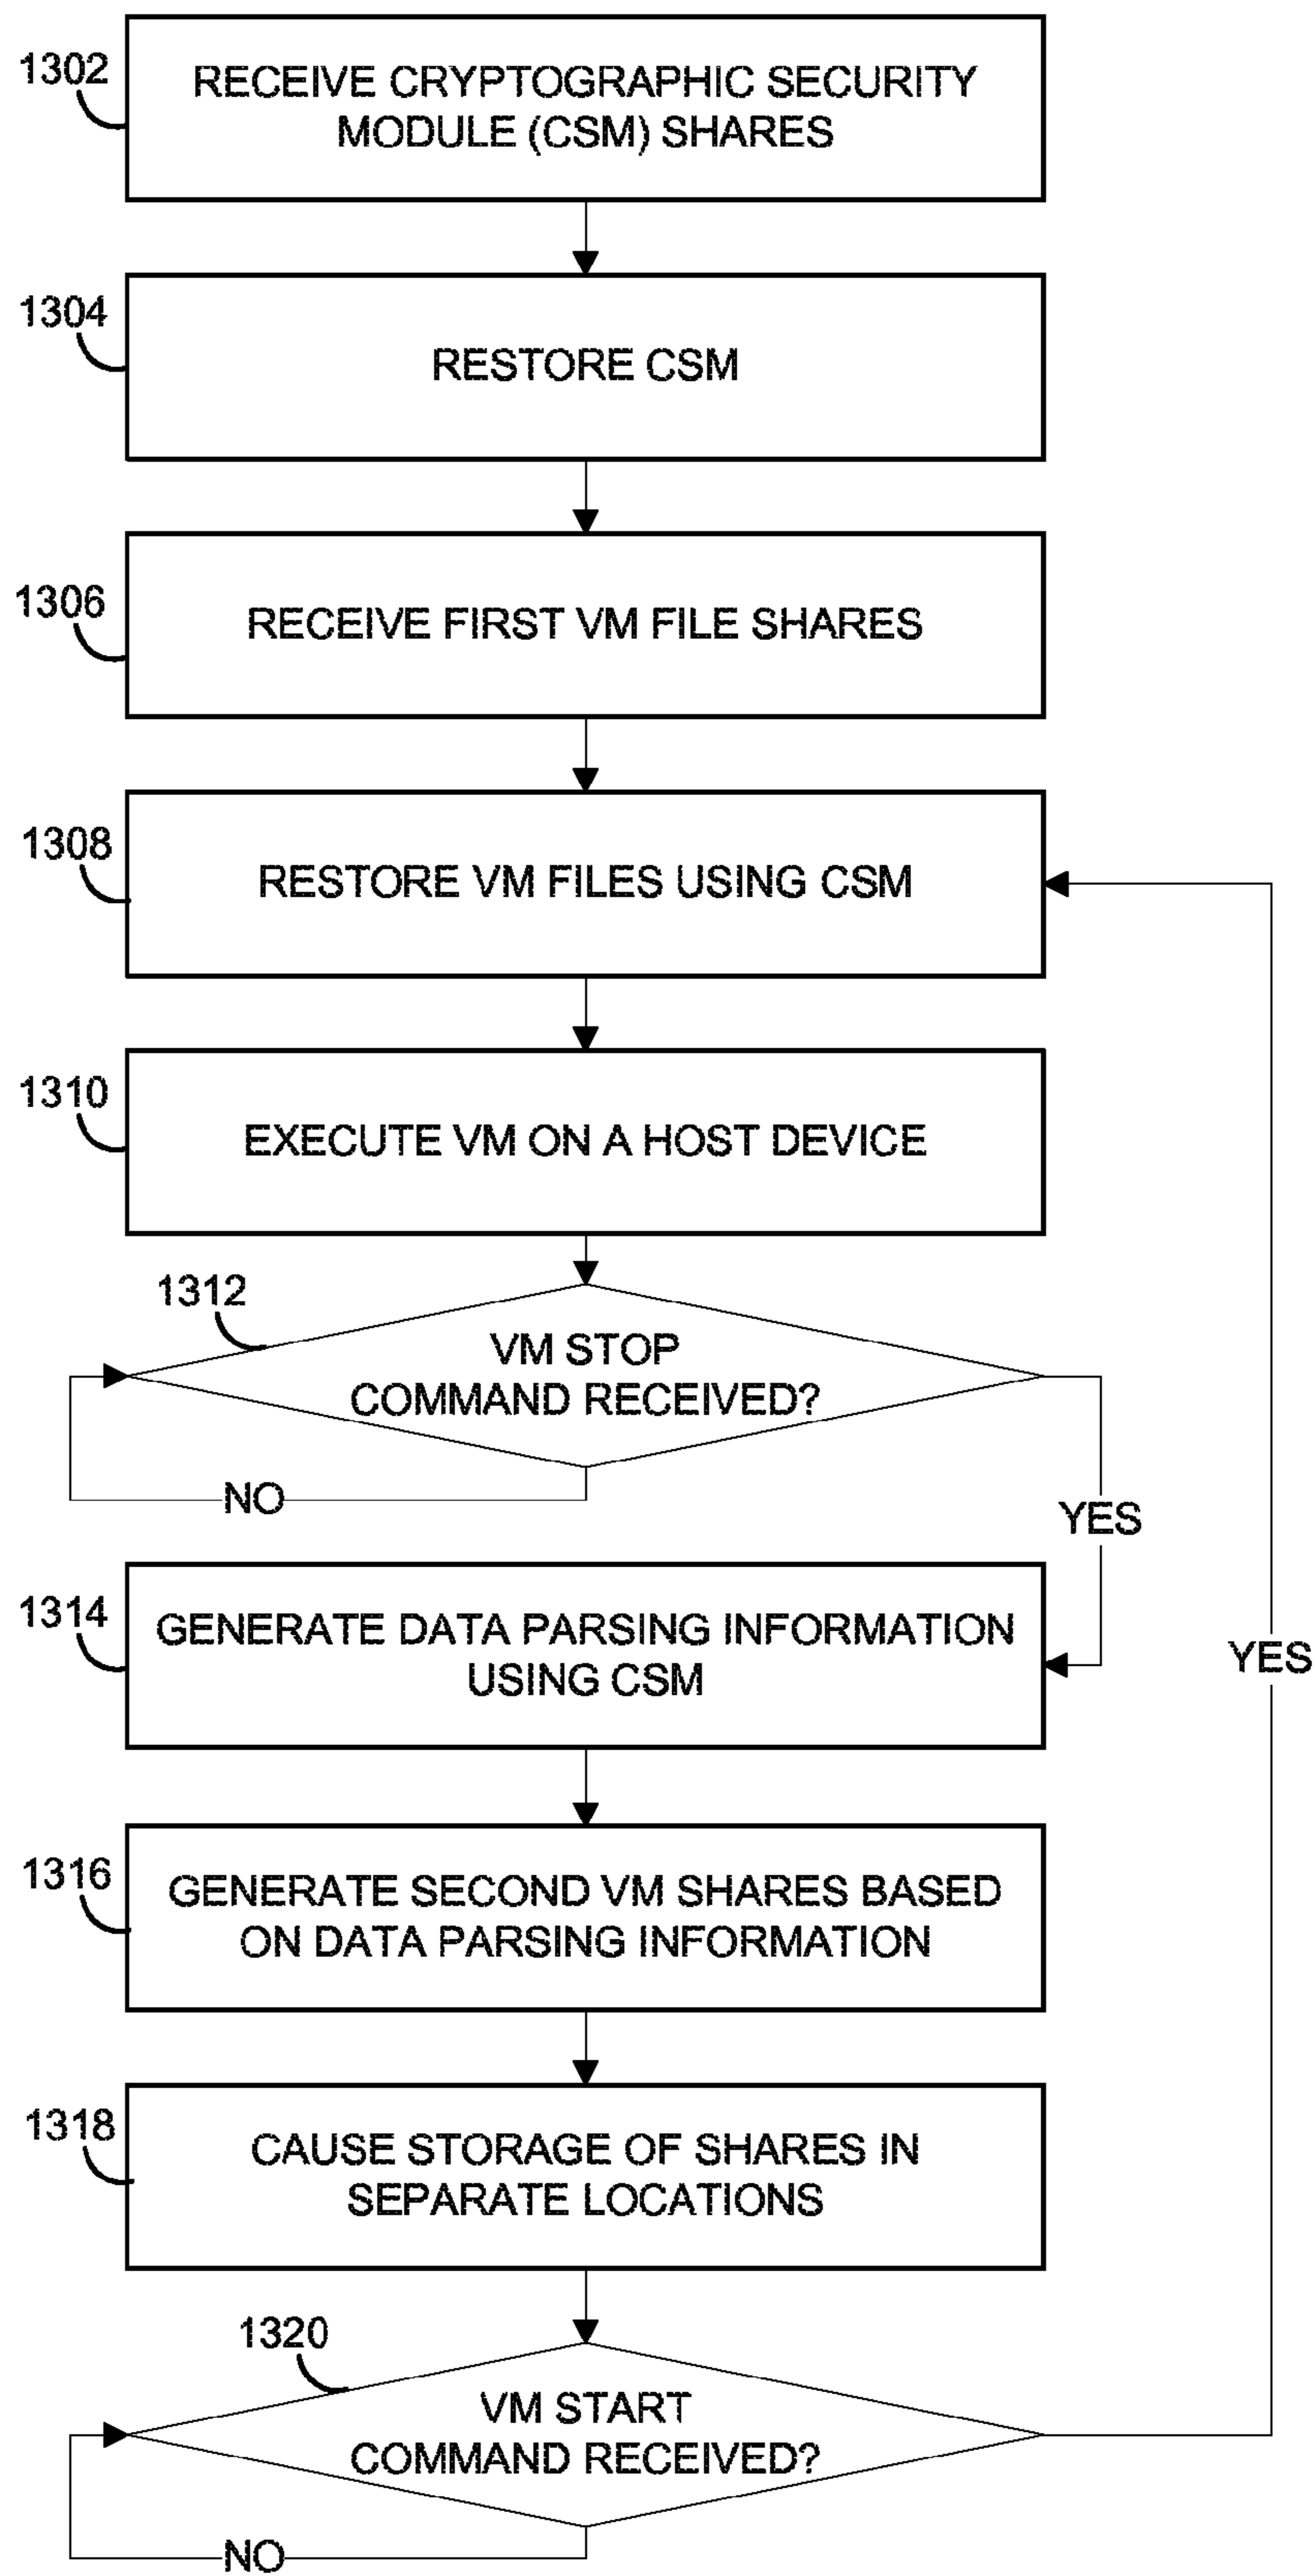 1302
RECEIVE CRYPTOGRAPHIC SECURITY
MODULE (CSM) SHARES
1304
RESTORE CSM
1306
RECEIVE FIRST VM FILE SHARES
1308
RESTORE VM FILES USING CSM
1310
EXECUTE VM ON A HOST DEVICE
1312
VM STOP
COMMAND RECEIVED?
NO
YES
1314
GENERATE DATA PARSING INFORMATION
USING CSM
YES
1316
GENERATE SECOND VM SHARES BASED
ON DATA PARSING INFORMATION
1318
CAUSE STORAGE OF SHARES IN
SEPARATE LOCATIONS
1320
VM START
COMMAND RECEIVED?
NO